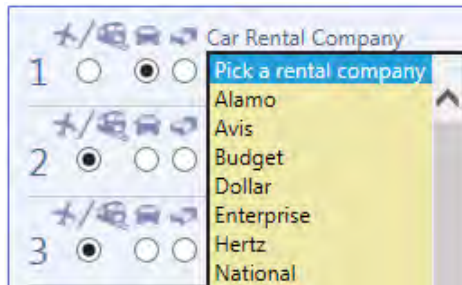 Car Rental Company
1
Pick a rental company
Alamo
Avis
2
Budget
Dollar
Enterprise
3
Hertz
National